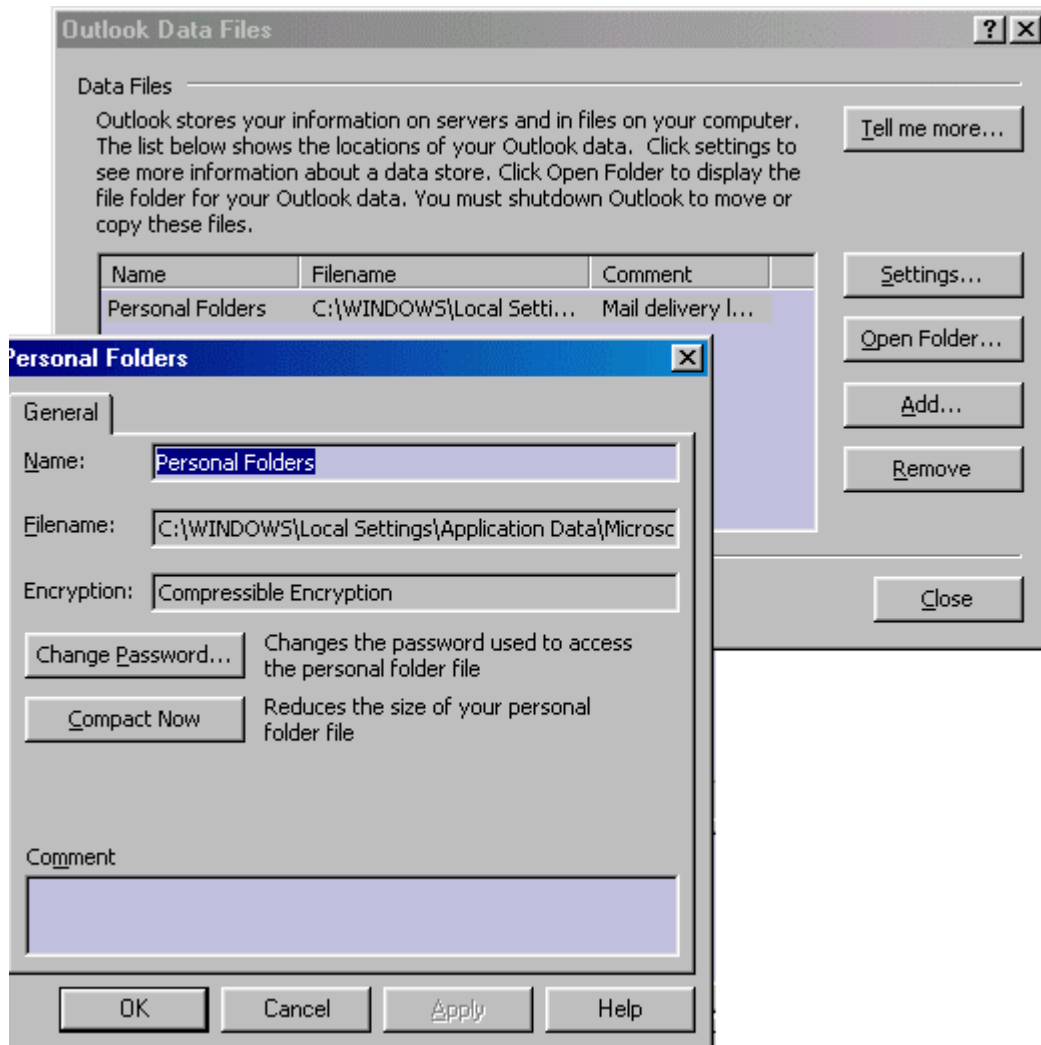 Outlook Data Files
Data Files
Outlook stores your information on servers and in files on your computer.
The list below shows the locations of your Outlook data.  Click settings to
see more information about a data store. Click Open Folder to display the
file folder for your Outlook data. You must shutdown Outlook to move or
copy these files.
Tell me more...
Name Filename Comment
Personal Folders C:\WINDOWS\Local Setti... Mail delivery l...
Settings...
Open Folder...
Add...
Remove
Close
Personal Folders
General
Name: Personal Folders
Filename: C:\WINDOWS\Local Settings\Application Data\Microsc
Encryption: Compressible Encryption
Change Password... Changes the password used to access
the personal folder file
Compact Now Reduces the size of your personal
folder file
Comment
OK Cancel Apply Help